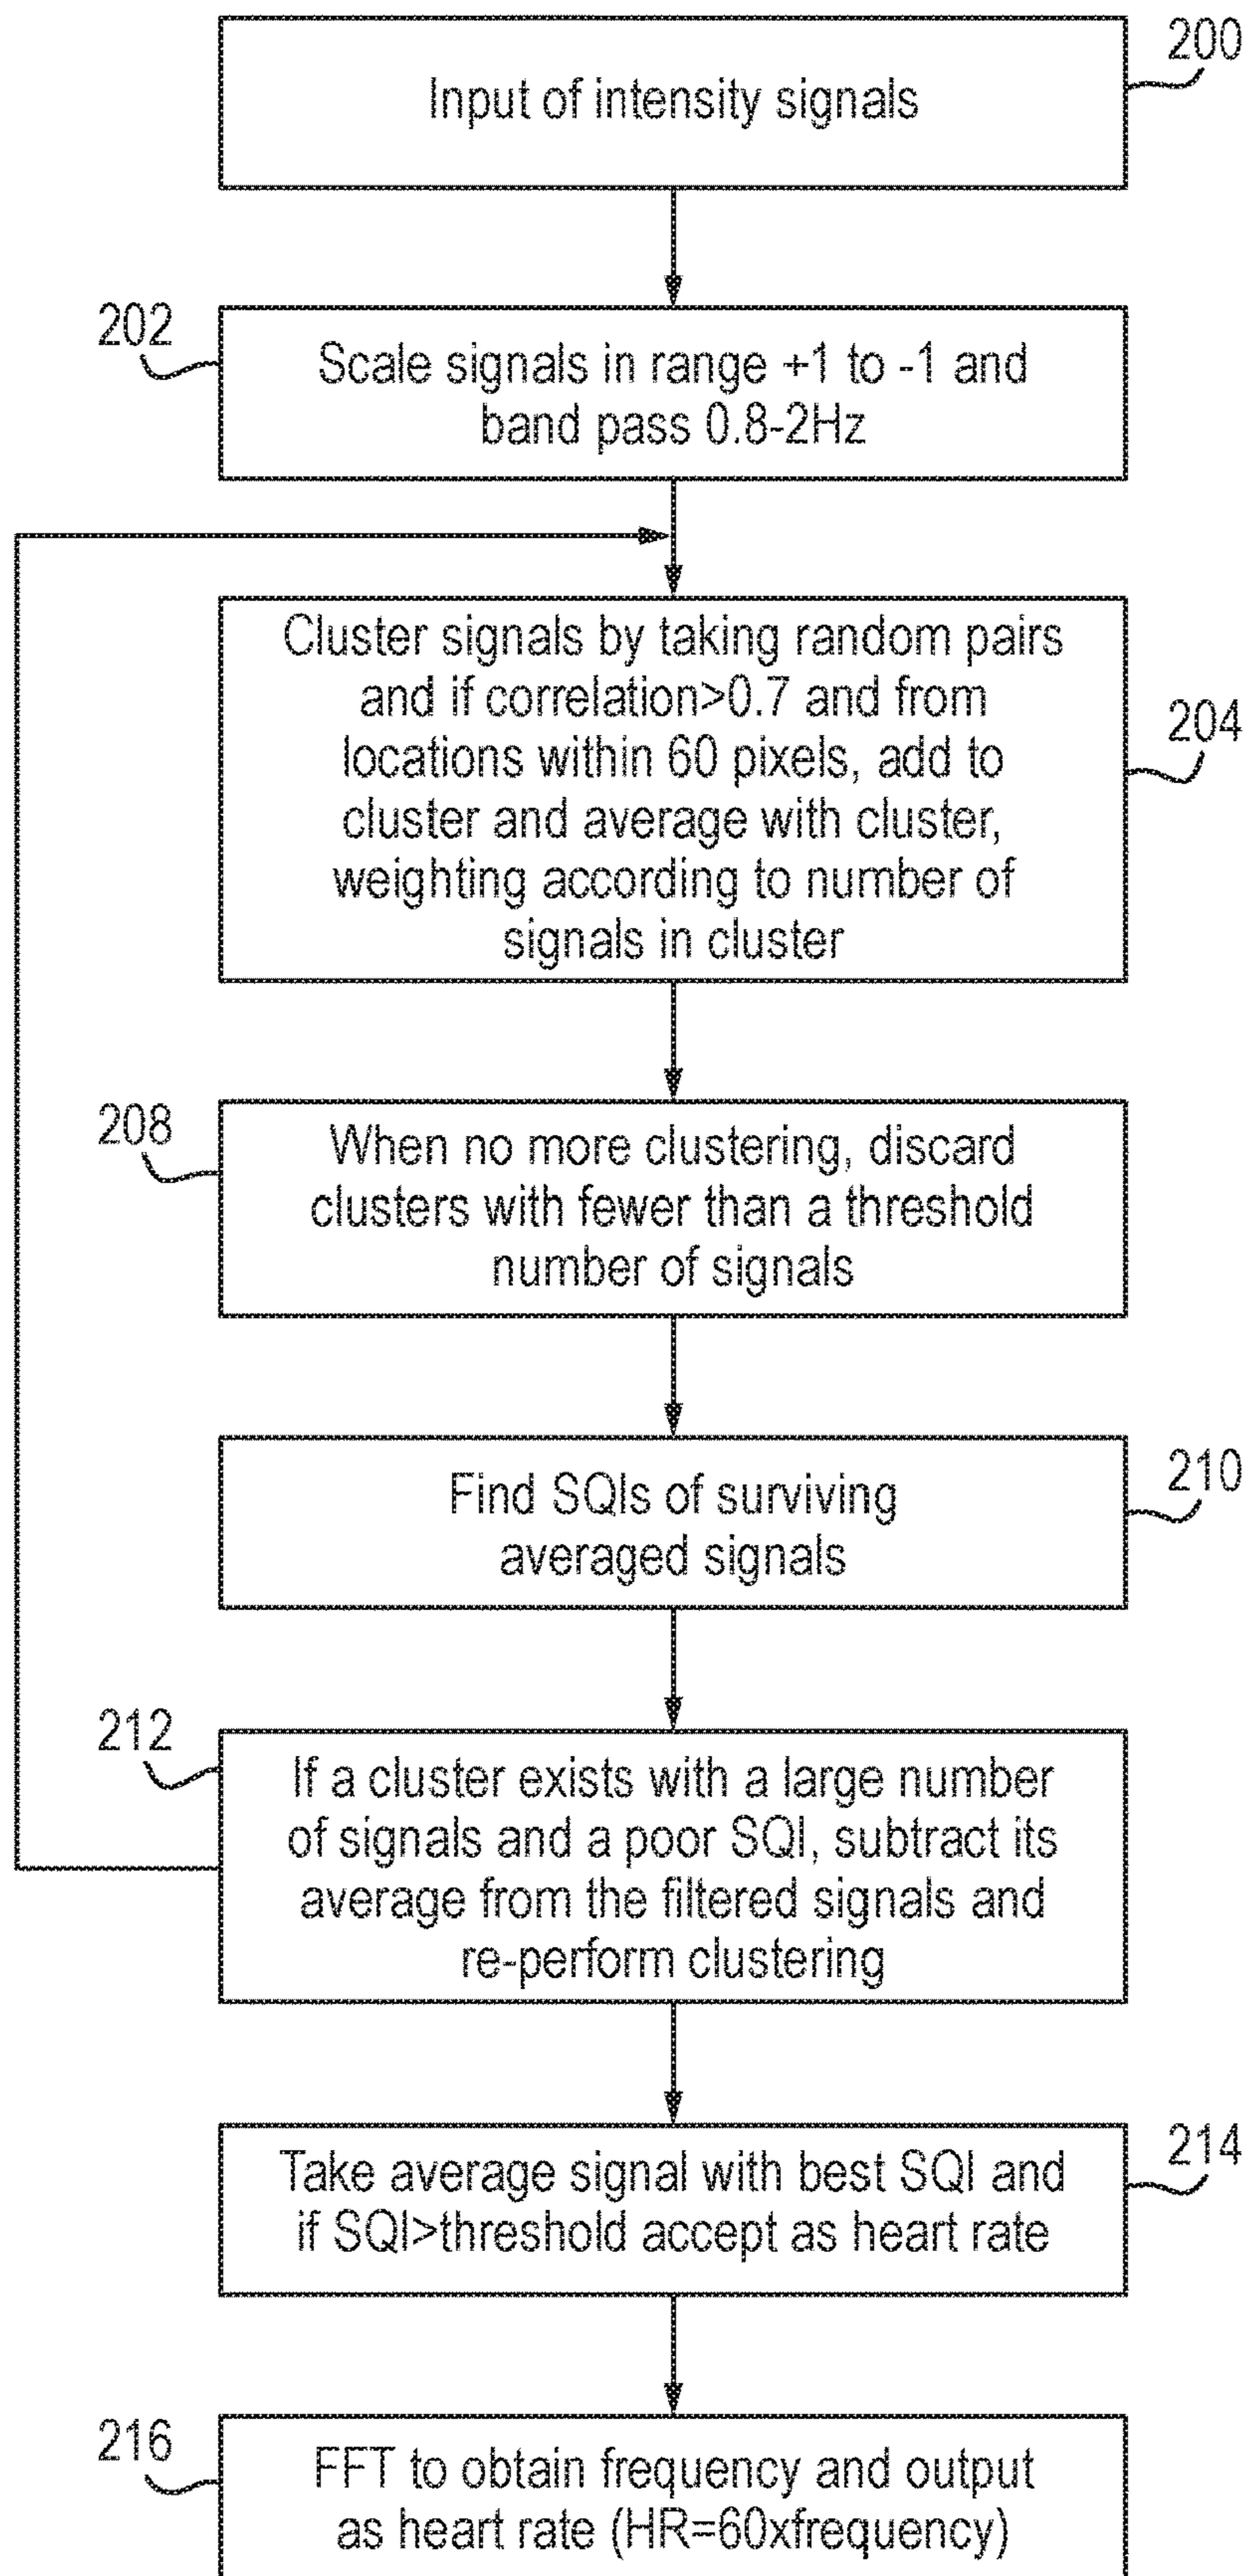 200
Input of intensity signals
202
Scale signals in range +1 to -1 and
band pass 0.8-2Hz
Cluster signals by taking random pairs
and if correlation>0.7 and from
locations within 60 pixels, add to
cluster and average with cluster,
weighting according to number of
signals in cluster
204
208
When no more clustering, discard
clusters with fewer than a threshold
number of signals
210
Find SQIs of surviving
averaged signals
212
If a cluster exists with a large number
of signals and a poor SQI, subtract its
average from the filtered signals and
re-perform clustering
214
Take average signal with best SQI and
if SQI>threshold accept as heart rate
216
FFT to obtain frequency and output
as heart rate (HR=60xfrequency)